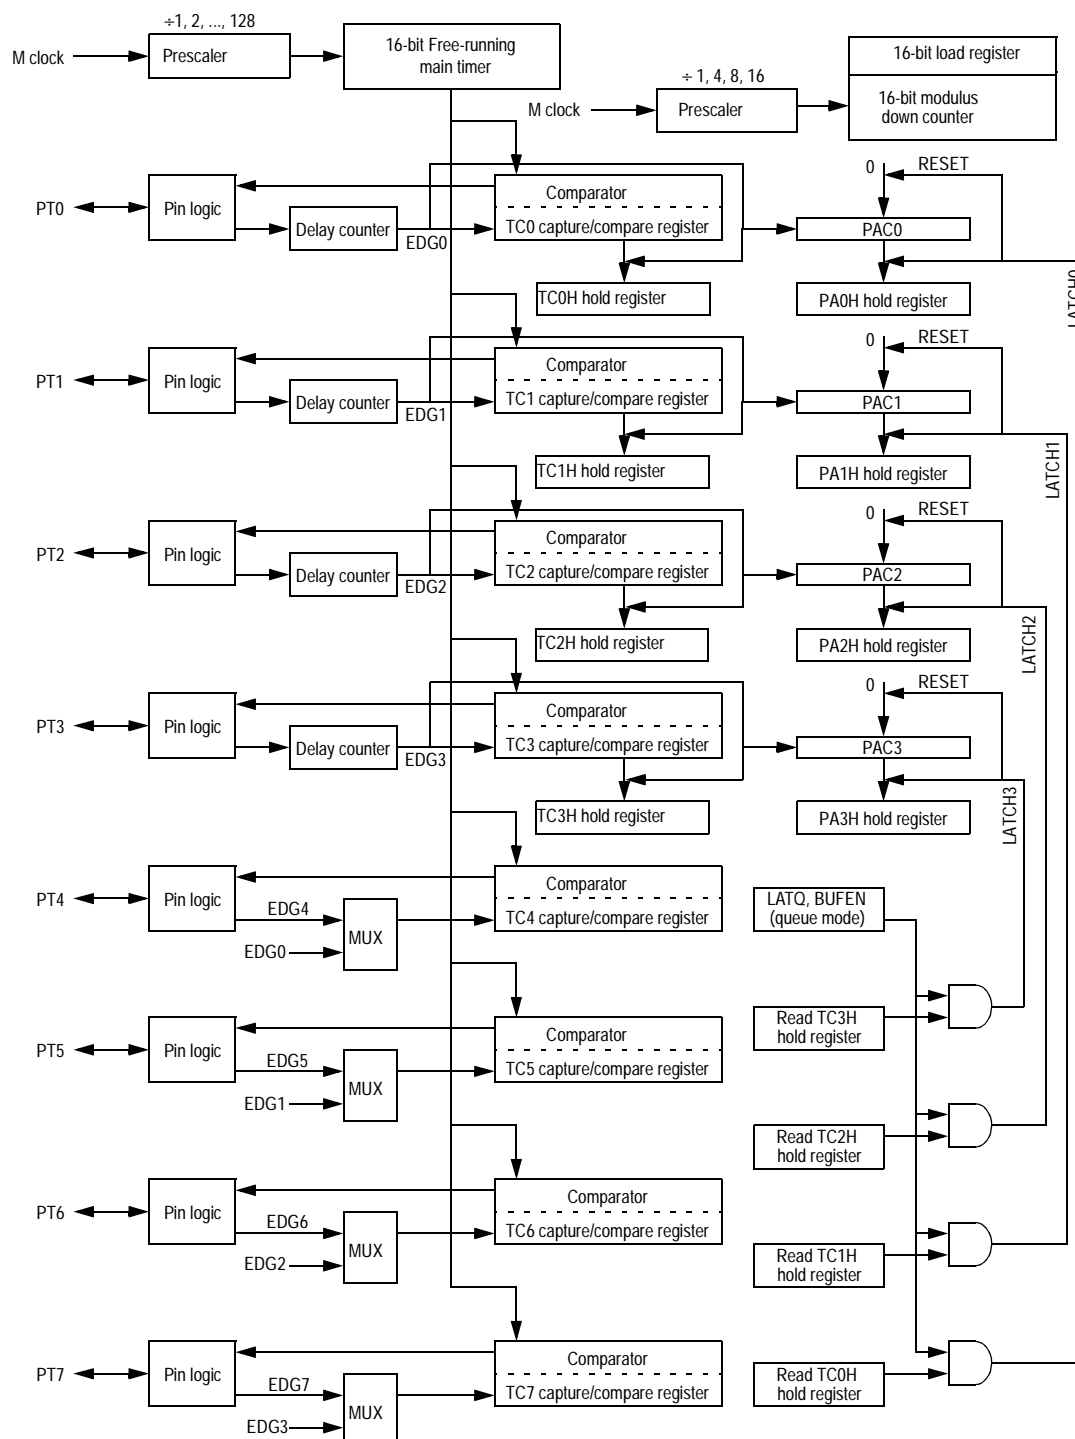 ÷1, 2, ..., 128
M clock
Prescaler
16-bit Free-running
main timer
16-bit load register
16-bit modulus
down counter
÷ 1, 4, 8, 16
M clock
Prescaler
PT0
Pin logic
Delay counter
EDG0
Comparator
TC0 capture/compare register
TC0H hold register
0
RESET
PAC0
PA0H hold register
LATCH0
PT1
Pin logic
Delay counter
EDG1
Comparator
TC1 capture/compare register
TC1H hold register
0
RESET
PAC1
PA1H hold register
LATCH1
PT2
Pin logic
Delay counter
EDG2
Comparator
TC2 capture/compare register
TC2H hold register
0
RESET
PAC2
PA2H hold register
LATCH2
PT3
Pin logic
Delay counter
EDG3
Comparator
TC3 capture/compare register
TC3H hold register
0
RESET
PAC3
PA3H hold register
LATCH3
PT4
Pin logic
EDG4
EDG0
MUX
Comparator
TC4 capture/compare register
LATQ, BUFEN
(queue mode)
Read TC3H
hold register
PT5
Pin logic
EDG5
EDG1
MUX
Comparator
TC5 capture/compare register
Read TC2H
hold register
PT6
Pin logic
EDG6
EDG2
MUX
Comparator
TC6 capture/compare register
Read TC1H
hold register
PT7
Pin logic
EDG7
EDG3
MUX
Comparator
TC7 capture/compare register
Read TC0H
hold register